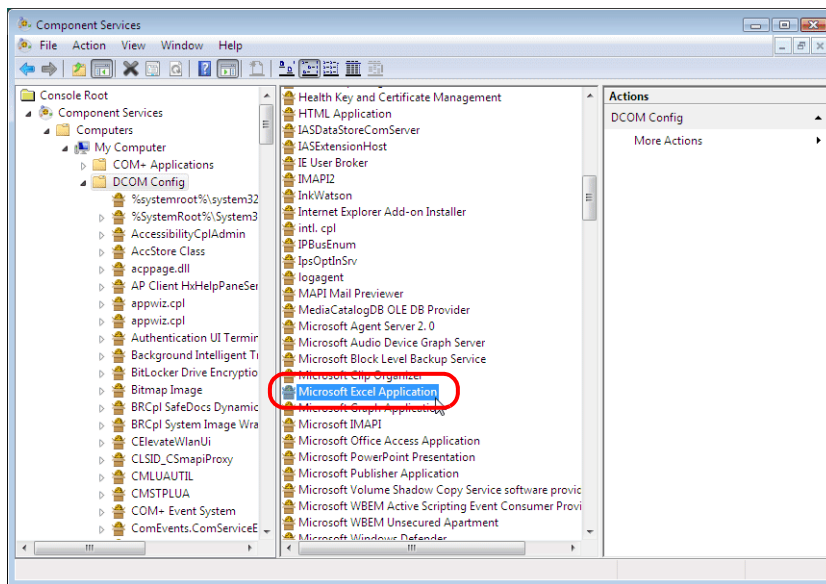 Component Services
File Action View Window Help
Console Root
Component Services
Computers
My Computer
COM+ Applications
DCOM Config
%systemroot%\system32
%SystemRoot%\System3
AccessibilityCplAdmin
AccStore Class
acppage.dll
AP Client HxHelpPaneSer
appwiz.cpl
appwiz.cpl
Authentication UI Termin
Background Intelligent T
BitLocker Drive Encryptio
Bitmap Image
BRCpl SafeDocs Dynamic
BRCpl System Image Wra
CElevateWlanUi
CLSID_CSmapiProxy
CMLUAUTIL
CMSTPLUA
COM+ Event System
ComEvents.ComServiceE
Health Key and Certificate Management
HTML Application
IASDataStoreComServer
IASExtensionHost
IE User Broker
IMAPI2
InkWatson
Internet Explorer Add-on Installer
intl. cpl
IPBusEnum
IpsOptInSrv
logagent
MAPI Mail Previewer
MediaCatalogDB OLE DB Provider
Microsoft Agent Server 2.0
Microsoft Audio Device Graph Server
Microsoft Block Level Backup Service
Microsoft Clip Organizer
Microsoft Excel Application
Microsoft Graph Application
Microsoft IMAPI
Microsoft Office Access Application
Microsoft PowerPoint Presentation
Microsoft Publisher Application
Microsoft Volume Shadow Copy Service software provic
Microsoft WBEM Active Scripting Event Consumer Provi
Microsoft WBEM Unsecured Apartment
Microsoft Windows Defender
Actions
DCOM Config
More Actions